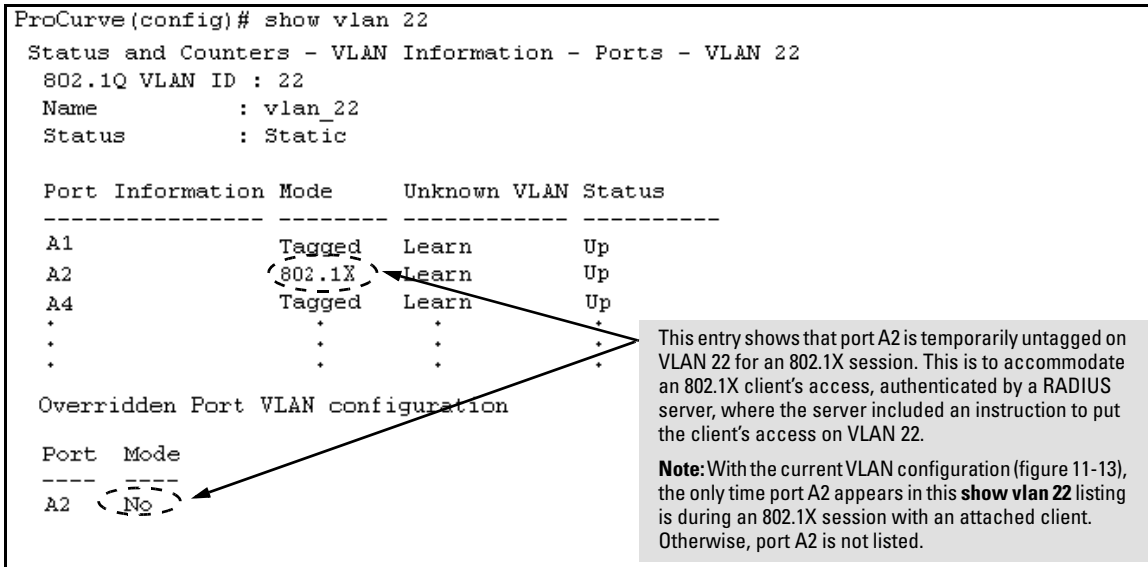 ProCurve(config)# show vlan 22
Status and Counters - VLAN Information - Ports - VLAN 22
802.1Q VLAN ID : 22
Name : vlan_22
Status : Static
Port Information Mode Unknown VLAN Status
---------------- -------- ------------ ----------
A1 Tagged Learn Up
A2 802.1X Learn Up
A4 Tagged Learn Up
Overridden Port VLAN configuration
Port Mode
---- ----
A2 No
This entry shows that port A2 is temporarily untagged on
VLAN 22 for an 802.1X session. This is to accommodate
an 802.1X client's access, authenticated by a RADIUS
server, where the server included an instruction to put
the client's access on VLAN 22.
Note: With the current VLAN configuration (figure 11-13),
the only time port A2 appears in this show vlan 22 listing
is during an 802.1X session with an attached client.
Otherwise, port A2 is not listed.